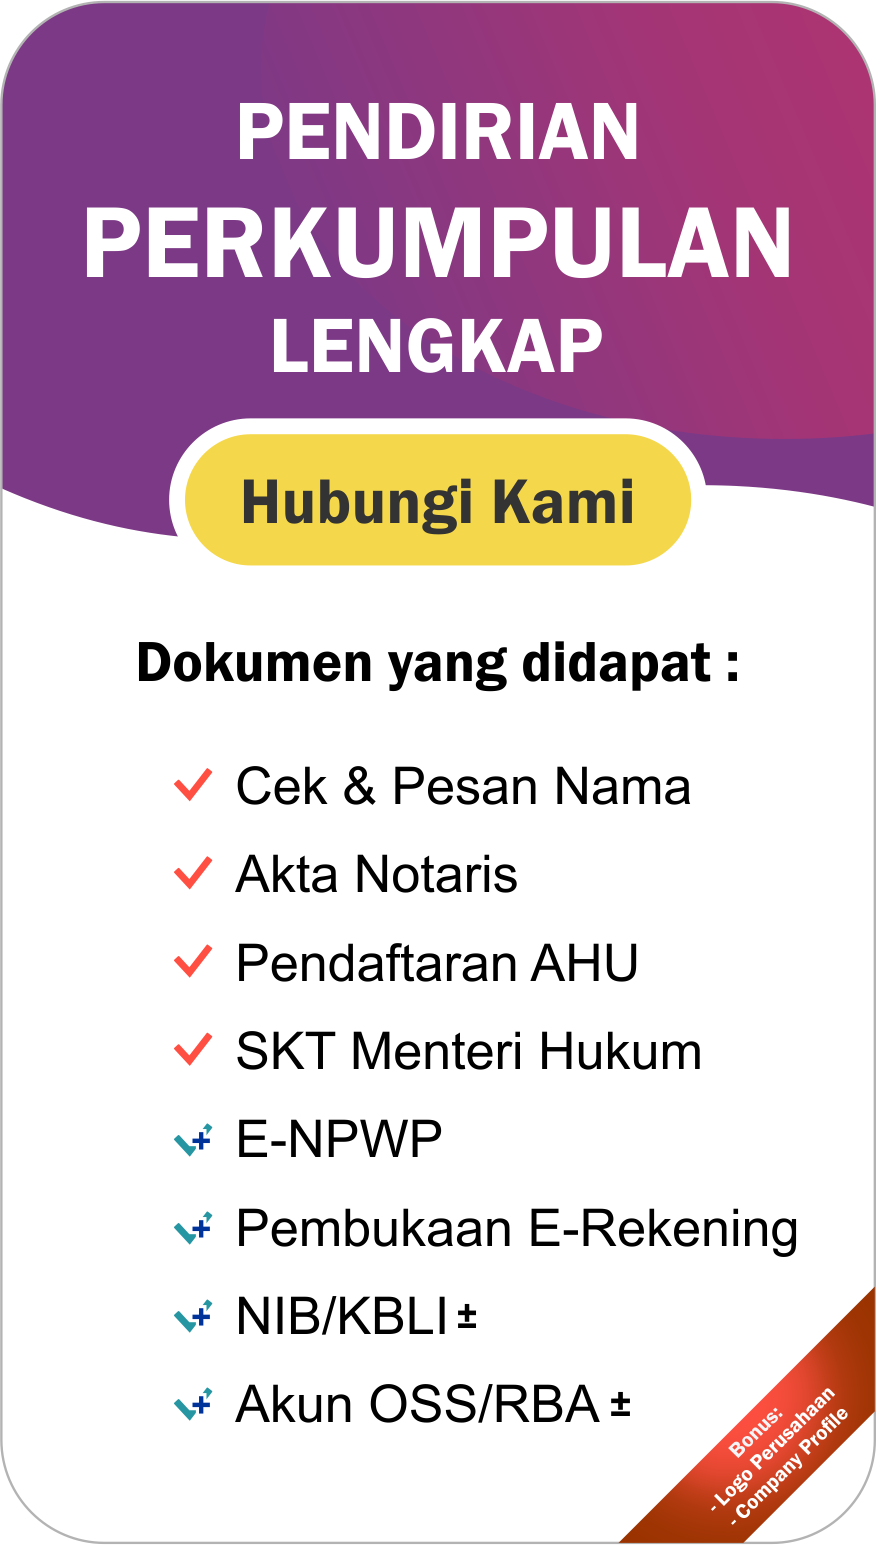 PENDIRIAN
PERKUMPULAN
LENGKAP
Hubungi Kami
Dokumen yang didapat :
Cek & Pesan Nama
Akta Notaris
Pendaftaran AHU
SKT Menteri Hukum
E-NPWP
Pembukaan E-Rekening
NIB/KBLI ±
Akun OSS/RBA ±
Bonus:
- Logo Perusahaan
- Company Profile